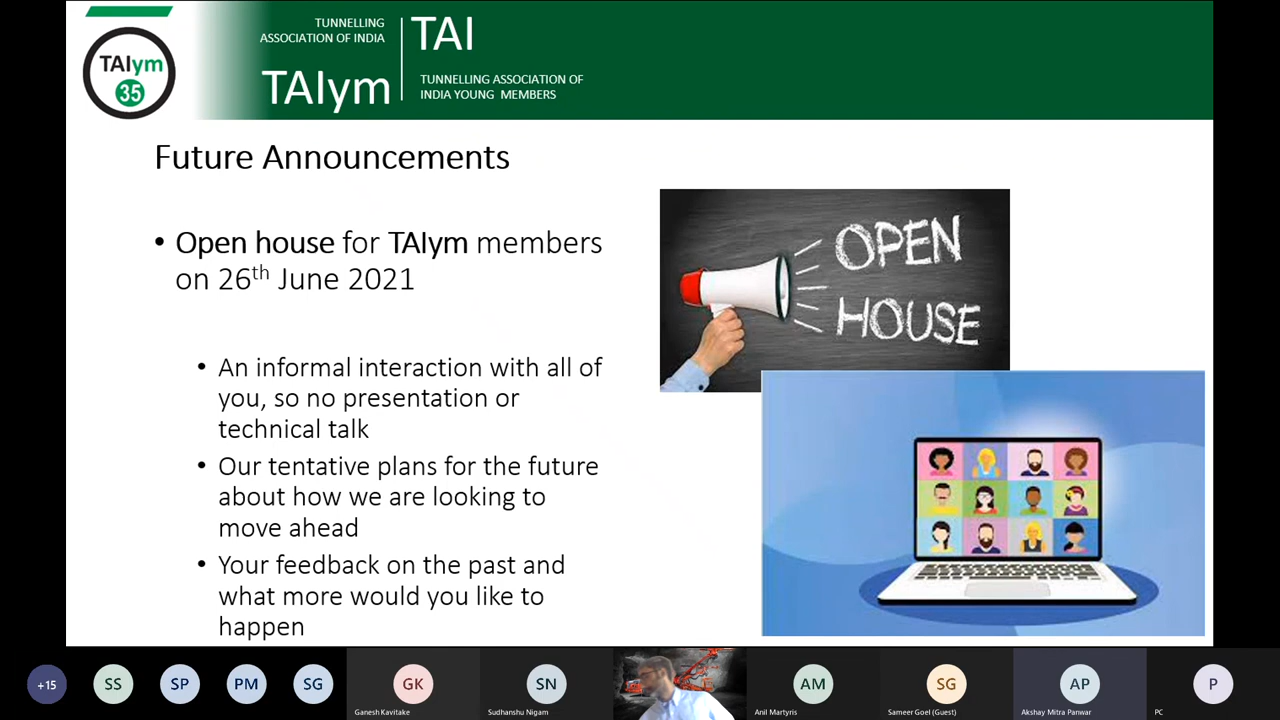 TUNNELLING
ASSOCIATION OF INDIA
TAI
TAIym
TUNNELLING ASSOCIATION OF
INDIA YOUNG MEMBERS
TAIym
35
Future Announcements
• Open house for TAIym members
on 26th June 2021
• An informal interaction with all of
you, so no presentation or
technical talk
• Our tentative plans for the future
about how we are looking to
move ahead
• Your feedback on the past and
what more would you like to
happen
OPEN
HOUSE
+15
SS
SP
PM
SG
GK
Ganesh Kavitake
SN
Sudhanshu Nigam
AM
Anil Martyris
SG
Sameer Goel (Guest)
AP
Akshay Mitra Panwar
P
PC